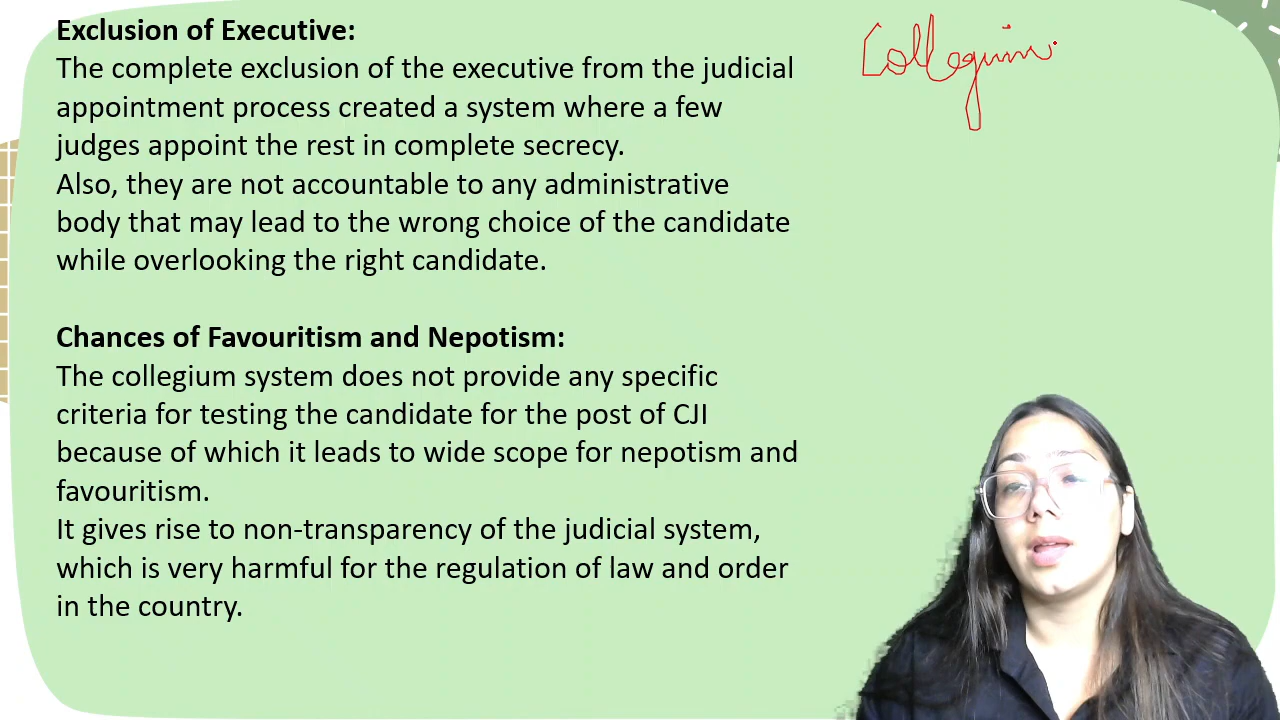 Exclusion of Executive:
The complete exclusion of the executive from the judicial
appointment process created a system where a few
judges appoint the rest in complete secrecy.
Also, they are not accountable to any administrative
body that may lead to the wrong choice of the candidate
while overlooking the right candidate.
Chances of Favouritism and Nepotism:
The collegium system does not provide any specific
criteria for testing the candidate for the post of CJI
because of which it leads to wide scope for nepotism and
favouritism.
It gives rise to non-transparency of the judicial system,
which is very harmful for the regulation of law and order
in the country.
Collegium